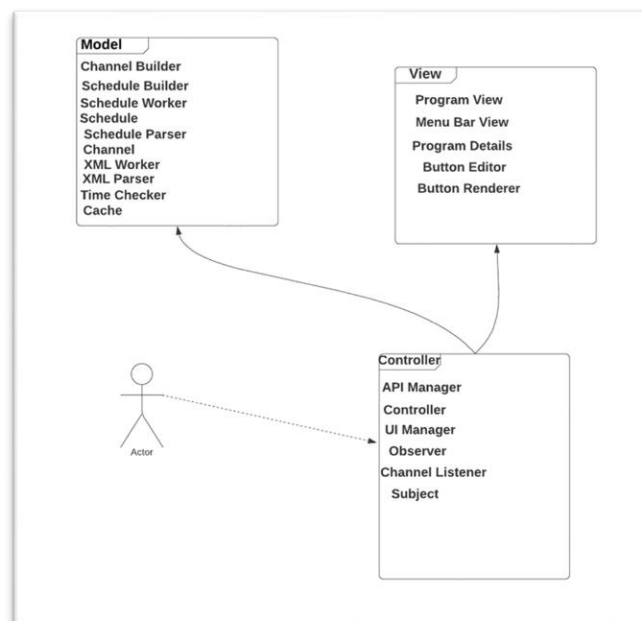 Model
Channel Builder
Schedule Builder
Schedule Worker
Schedule
Schedule Parser
Channel
XML Worker
XML Parser
Time Checker
Cache
View
Program View
Menu Bar View
Program Details
Button Editor
Button Renderer
Controller
API Manager
Controller
UI Manager
Observer
Channel Listener
Subject
Actor